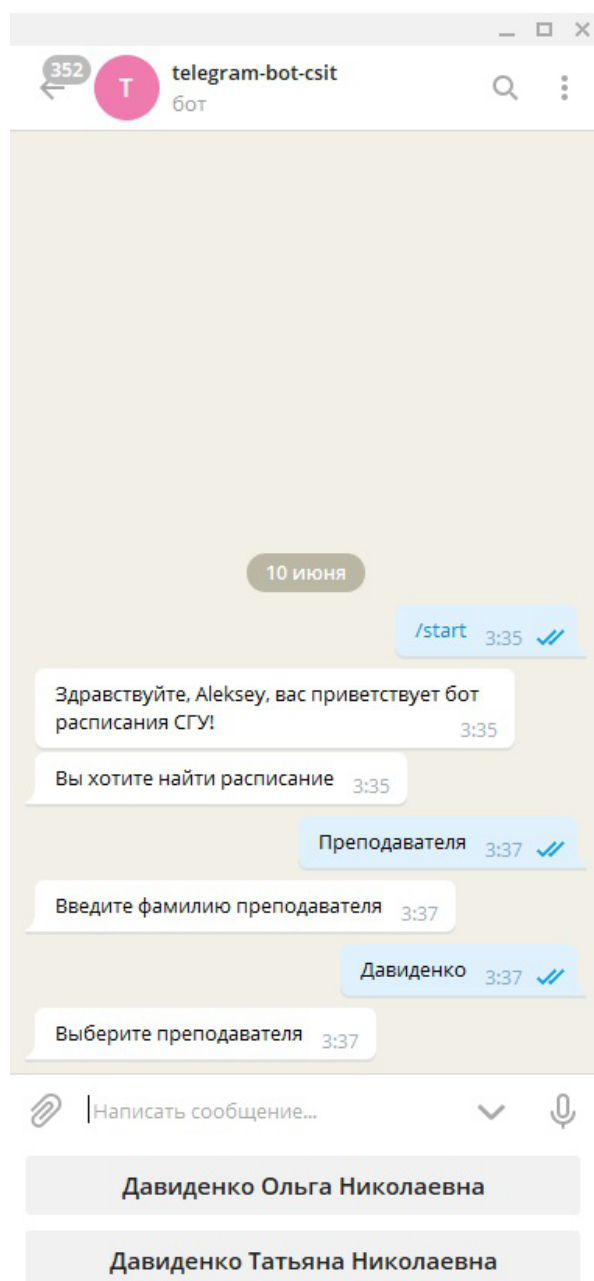 352
T
telegram-bot-csit
бот
10 июня
/start 3:35
Здравствуйте, Aleksey, вас приветствует бот
расписания СГУ! 3:35
Вы хотите найти расписание 3:35
Преподавателя 3:37
Введите фамилию преподавателя 3:37
Давиденко 3:37
Выберите преподавателя 3:37
Написать сообщение...
Давиденко Ольга Николаевна
Давиденко Татьяна Николаевна